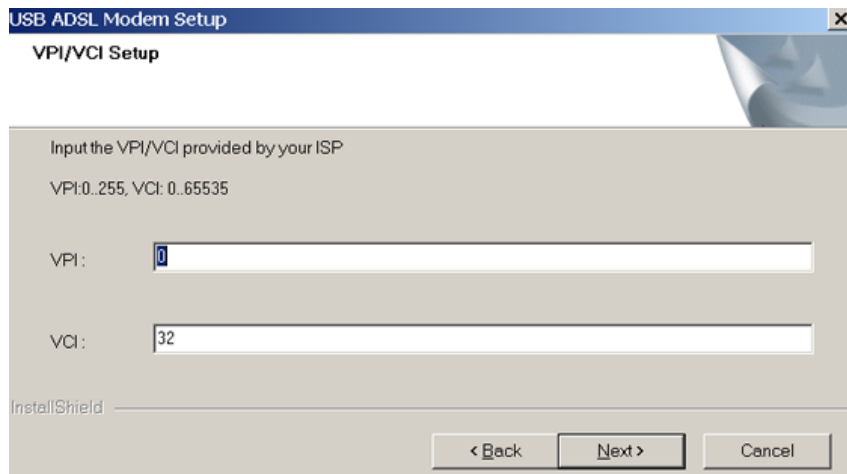 USB ADSL Modem Setup
VPI/VCI Setup
Input the VPI/VCI provided by your ISP
VPI:0..255, VCI: 0..65535
VPI : 0
VCI : 32
InstallShield
< Back Next > Cancel